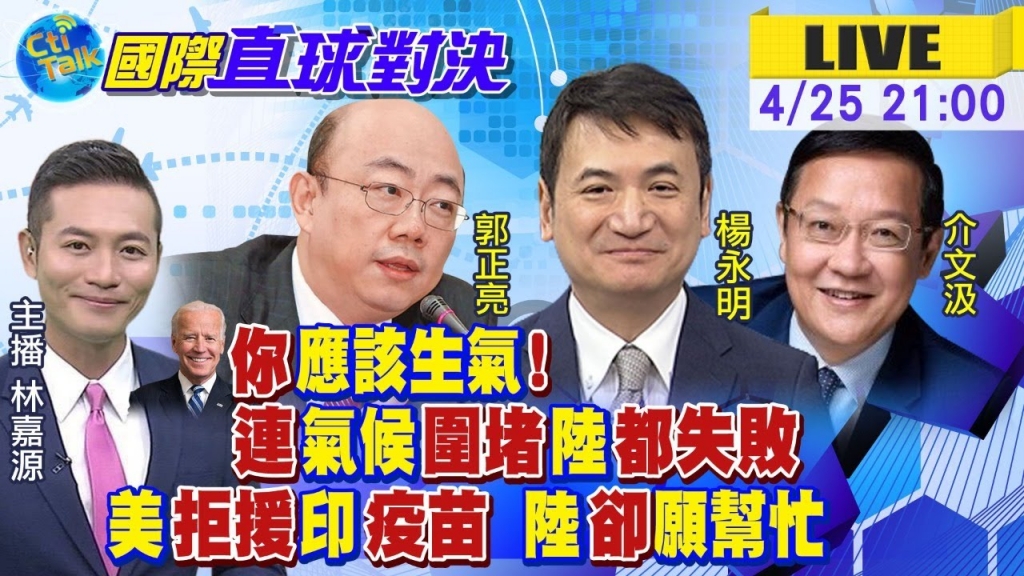 Cti Talk
國際直球對決
LIVE
4/25 21:00
主播 林嘉源
郭正亮
楊永明
介文汲
你應該生氣!
連氣候圍堵陸都失敗
美拒援印疫苗 陸卻願幫忙